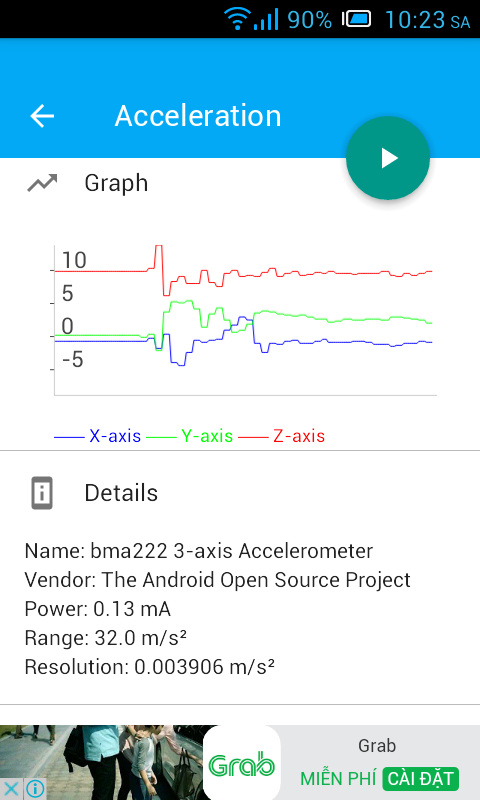 90% 10:23 SA
Acceleration
Graph
10
5
0
-5
X-axis Y-axis Z-axis
Details
Name: bma222 3-axis Accelerometer
Vendor: The Android Open Source Project
Power: 0.13 mA
Range: 32.0 m/s²
Resolution: 0.003906 m/s²
Grab
Grab
MIỄN PHÍ CÀI ĐẶT